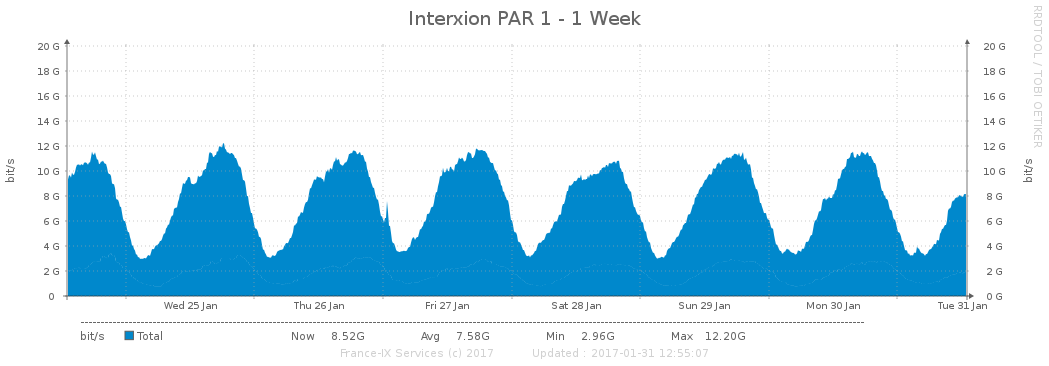 Interxion PAR 1 - 1 Week
RRDTOOL / TOBI OETIKER
bit/s
20 G
18 G
16 G
14 G
12 G
10 G
8 G
6 G
4 G
2 G
0
20 G
18 G
16 G
14 G
12 G
10 G
8 G
6 G
4 G
2 G
0 G
bit/s
Wed 25 Jan Thu 26 Jan Fri 27 Jan Sat 28 Jan Sun 29 Jan Mon 30 Jan Tue 31 Jan
bit/s Total Now 8.52G Avg 7.58G Min 2.96G Max 12.20G
France-IX Services (c) 2017 Updated : 2017-01-31 12:55:07